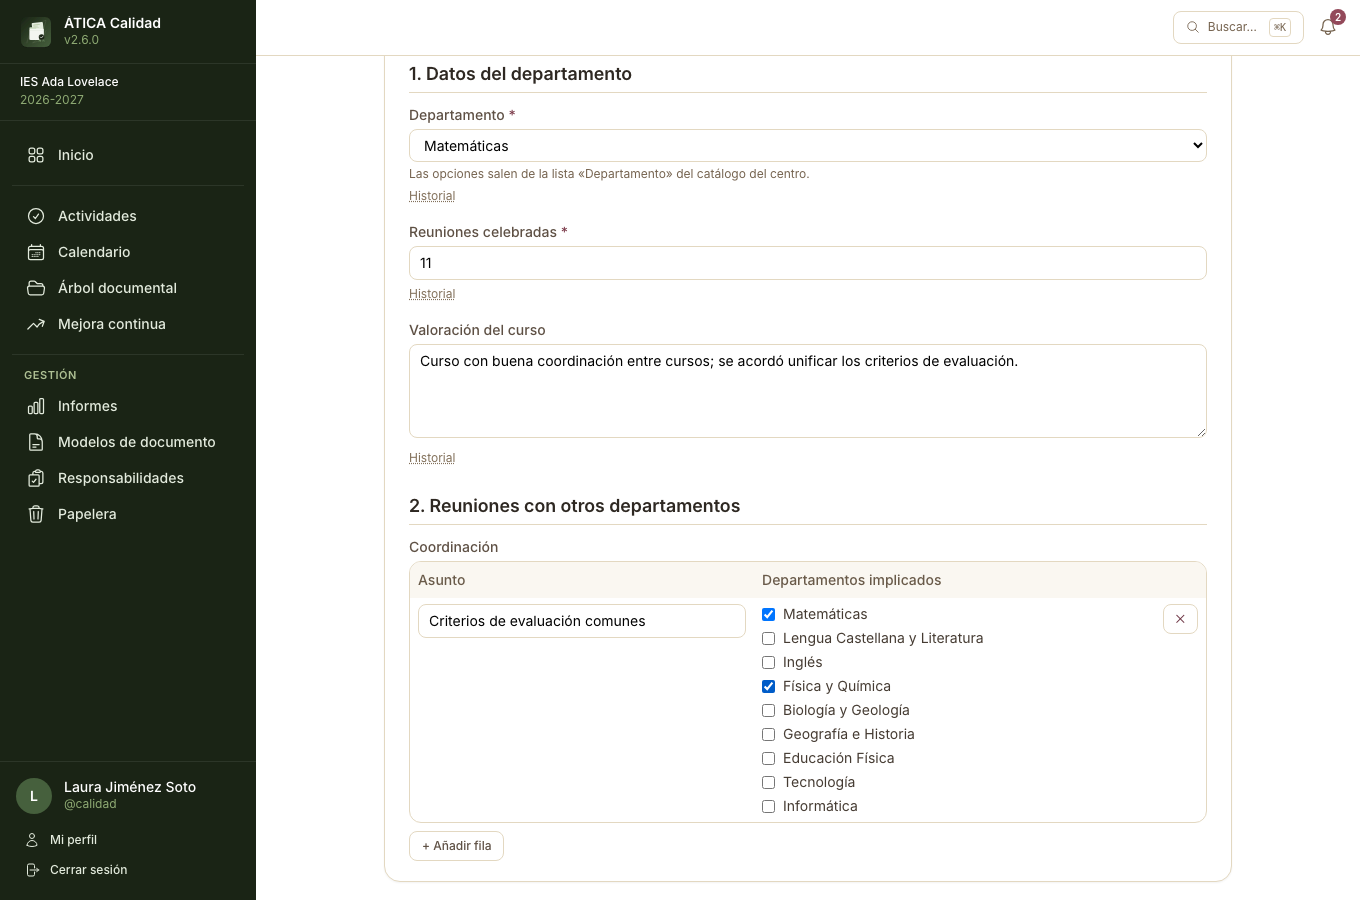 ÁTICA Calidad
v2.6.0
IES Ada Lovelace
2026-2027
Inicio
Actividades
Calendario
Árbol documental
Mejora continua
GESTIÓN
Informes
Modelos de documento
Responsabilidades
Papelera
L
Laura Jiménez Soto
@calidad
Mi perfil
Cerrar sesión
Buscar... ⌘K
2
1. Datos del departamento
Departamento *
Matemáticas
Las opciones salen de la lista «Departamento» del catálogo del centro.
Historial
Reuniones celebradas *
11
Historial
Valoración del curso
Curso con buena coordinación entre cursos; se acordó unificar los criterios de evaluación.
Historial
2. Reuniones con otros departamentos
Coordinación
Asunto Departamentos implicados
Criterios de evaluación comunes
Matemáticas
Lengua Castellana y Literatura
Inglés
Física y Química
Biología y Geología
Geografía e Historia
Educación Física
Tecnología
Informática
+ Añadir fila